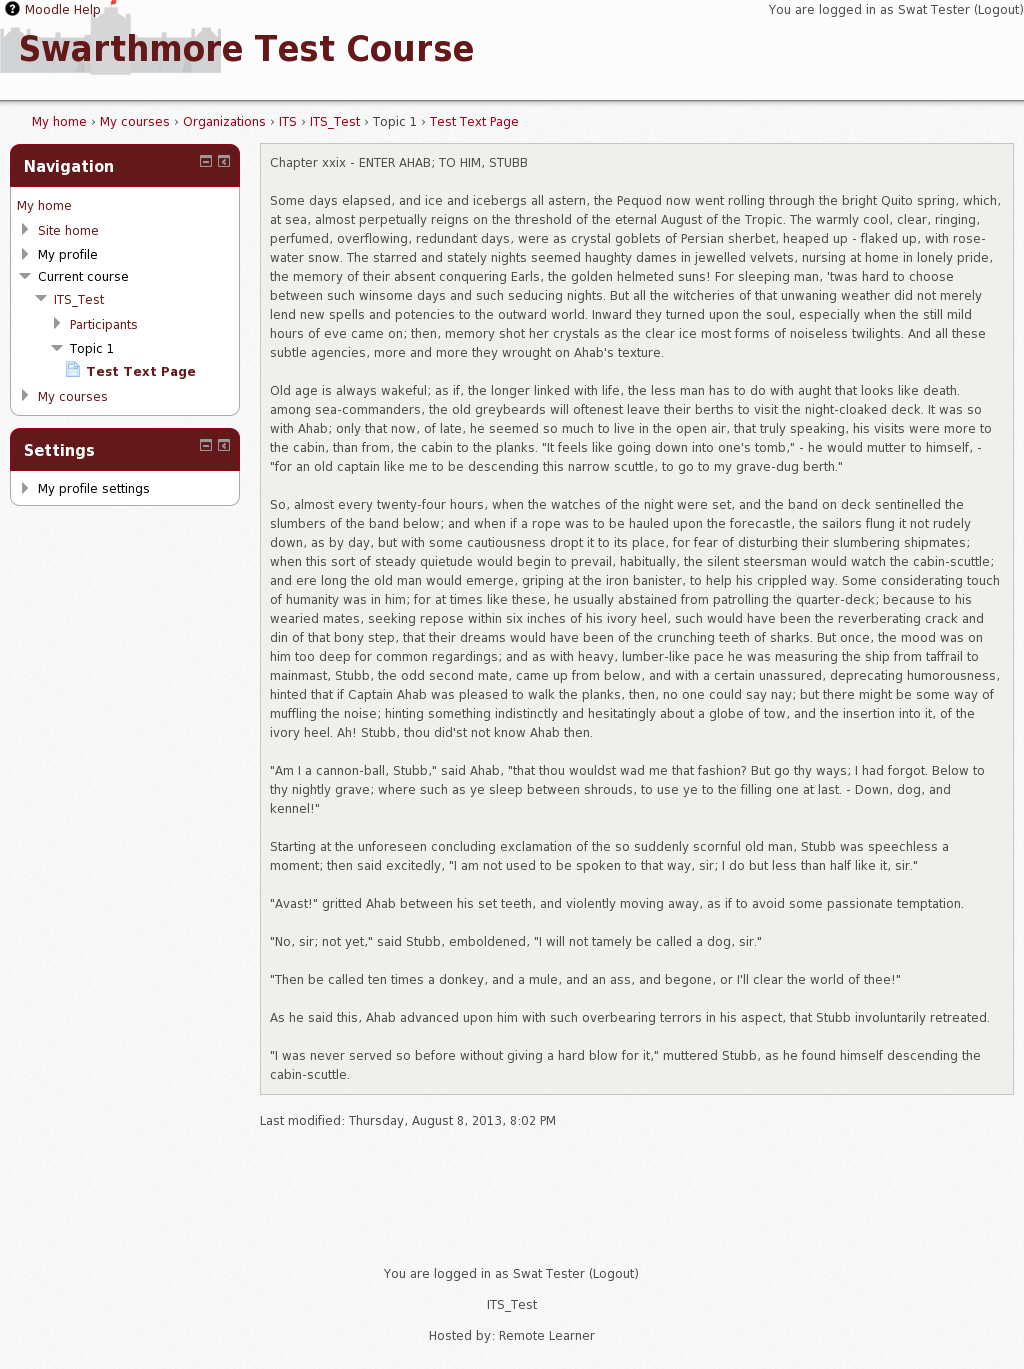 Moodle Help
You are logged in as Swat Tester (Logout)
Swarthmore Test Course
My home › My courses › Organizations › ITS › ITS_Test › Topic 1 › Test Text Page
Navigation
My home
Site home
My profile
Current course
ITS_Test
Participants
Topic 1
Test Text Page
My courses
Settings
My profile settings
Chapter xxix - ENTER AHAB; TO HIM, STUBB
Some days elapsed, and ice and icebergs all astern, the Pequod now went rolling through the bright Quito spring, which,
at sea, almost perpetually reigns on the threshold of the eternal August of the Tropic. The warmly cool, clear, ringing,
perfumed, overflowing, redundant days, were as crystal goblets of Persian sherbet, heaped up - flaked up, with rose-
water snow. The starred and stately nights seemed haughty dames in jewelled velvets, nursing at home in lonely pride,
the memory of their absent conquering Earls, the golden helmeted suns! For sleeping man, 'twas hard to choose
between such winsome days and such seducing nights. But all the witcheries of that unwaning weather did not merely
lend new spells and potencies to the outward world. Inward they turned upon the soul, especially when the still mild
hours of eve came on; then, memory shot her crystals as the clear ice most forms of noiseless twilights. And all these
subtle agencies, more and more they wrought on Ahab's texture.
Old age is always wakeful; as if, the longer linked with life, the less man has to do with aught that looks like death.
among sea-commanders, the old greybeards will oftenest leave their berths to visit the night-cloaked deck. It was so
with Ahab; only that now, of late, he seemed so much to live in the open air, that truly speaking, his visits were more to
the cabin, than from, the cabin to the planks. "It feels like going down into one's tomb," - he would mutter to himself, -
"for an old captain like me to be descending this narrow scuttle, to go to my grave-dug berth."
So, almost every twenty-four hours, when the watches of the night were set, and the band on deck sentinelled the
slumbers of the band below; and when if a rope was to be hauled upon the forecastle, the sailors flung it not rudely
down, as by day, but with some cautiousness dropt it to its place, for fear of disturbing their slumbering shipmates;
when this sort of steady quietude would begin to prevail, habitually, the silent steersman would watch the cabin-scuttle;
and ere long the old man would emerge, griping at the iron banister, to help his crippled way. Some considerating touch
of humanity was in him; for at times like these, he usually abstained from patrolling the quarter-deck; because to his
wearied mates, seeking repose within six inches of his ivory heel, such would have been the reverberating crack and
din of that bony step, that their dreams would have been of the crunching teeth of sharks. But once, the mood was on
him too deep for common regardings; and as with heavy, lumber-like pace he was measuring the ship from taffrail to
mainmast, Stubb, the odd second mate, came up from below, and with a certain unassured, deprecating humorousness,
hinted that if Captain Ahab was pleased to walk the planks, then, no one could say nay; but there might be some way of
muffling the noise; hinting something indistinctly and hesitatingly about a globe of tow, and the insertion into it, of the
ivory heel. Ah! Stubb, thou did'st not know Ahab then.
"Am I a cannon-ball, Stubb," said Ahab, "that thou wouldst wad me that fashion? But go thy ways; I had forgot. Below to
thy nightly grave; where such as ye sleep between shrouds, to use ye to the filling one at last. - Down, dog, and
kennel!"
Starting at the unforeseen concluding exclamation of the so suddenly scornful old man, Stubb was speechless a
moment; then said excitedly, "I am not used to be spoken to that way, sir; I do but less than half like it, sir."
"Avast!" gritted Ahab between his set teeth, and violently moving away, as if to avoid some passionate temptation.
"No, sir; not yet," said Stubb, emboldened, "I will not tamely be called a dog, sir."
"Then be called ten times a donkey, and a mule, and an ass, and begone, or I'll clear the world of thee!"
As he said this, Ahab advanced upon him with such overbearing terrors in his aspect, that Stubb involuntarily retreated.
"I was never served so before without giving a hard blow for it," muttered Stubb, as he found himself descending the
cabin-scuttle.
Last modified: Thursday, August 8, 2013, 8:02 PM
You are logged in as Swat Tester (Logout)
ITS_Test
Hosted by: Remote Learner